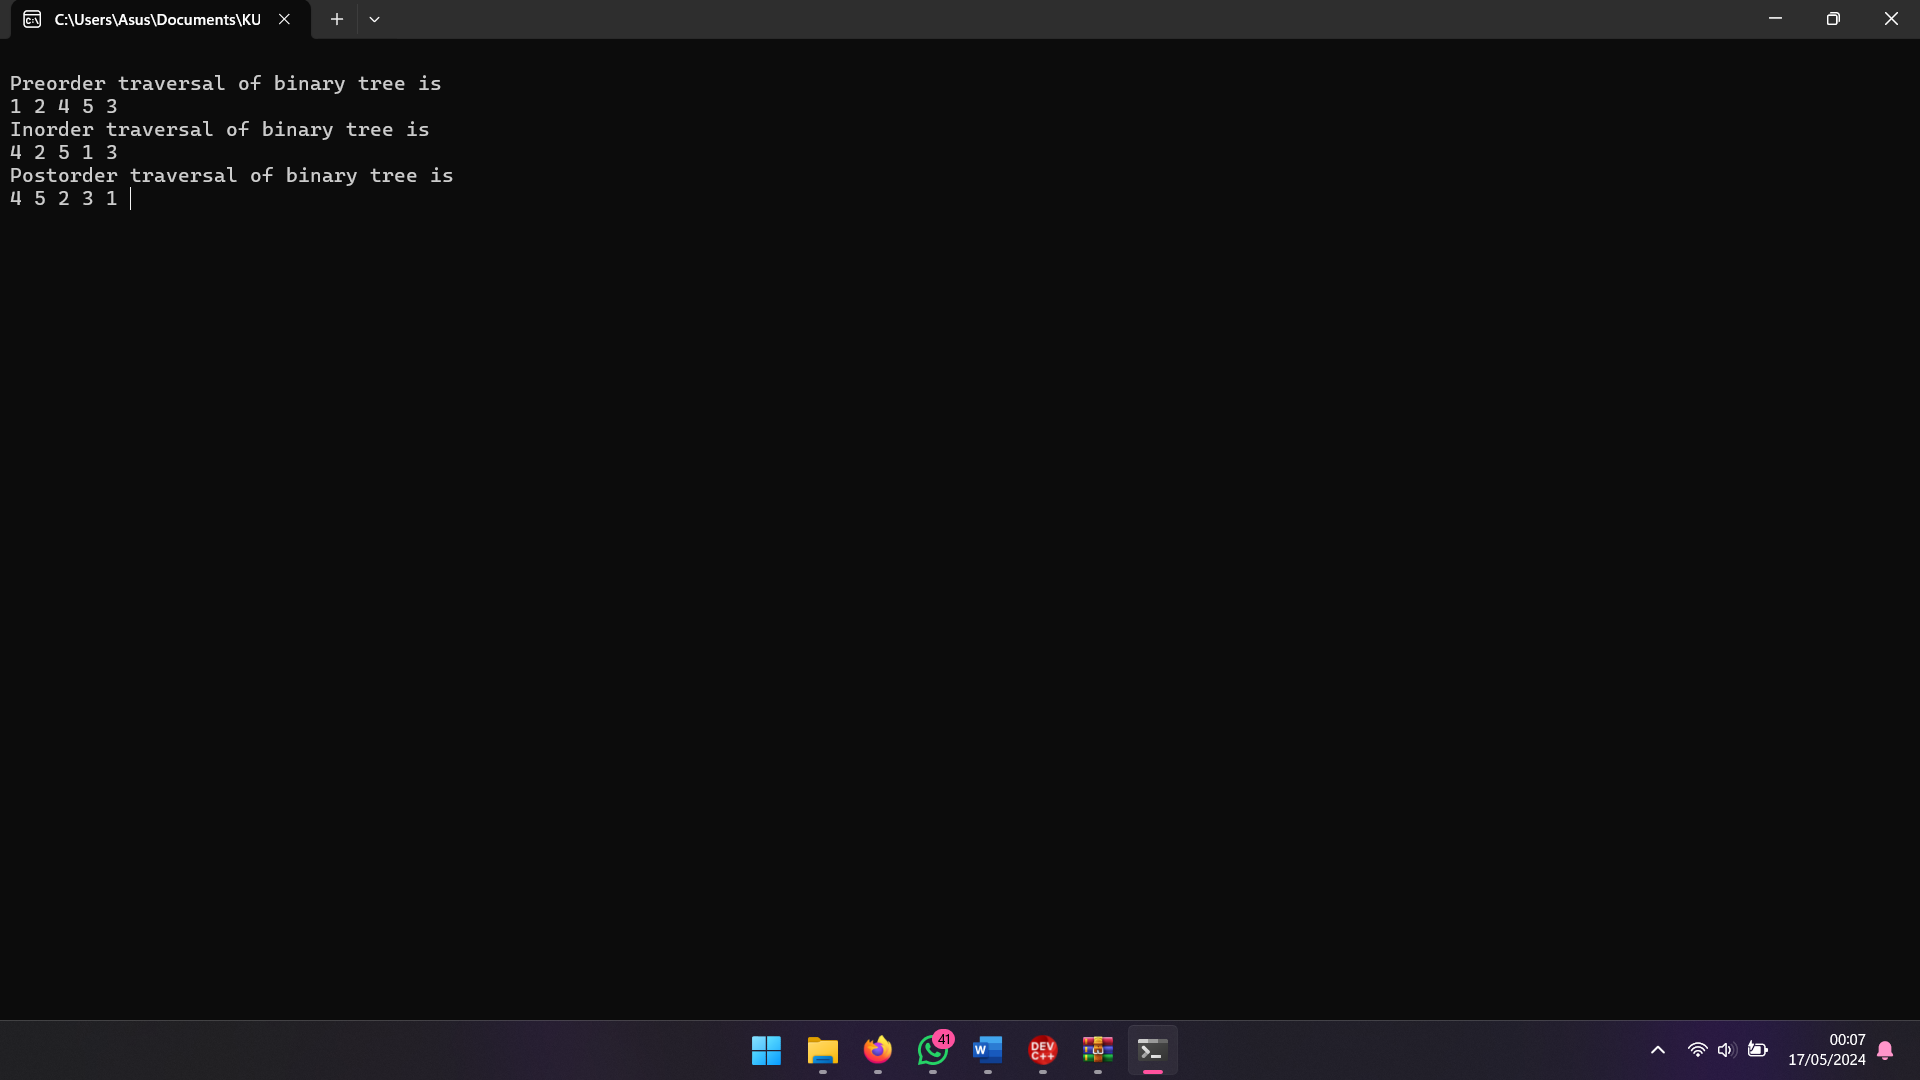 C:\Users\Asus\Documents\KU
Preorder traversal of binary tree is
1 2 4 5 3
Inorder traversal of binary tree is
4 2 5 1 3
Postorder traversal of binary tree is
4 5 2 3 1
41
W
DEV
C++
00:07
17/05/2024